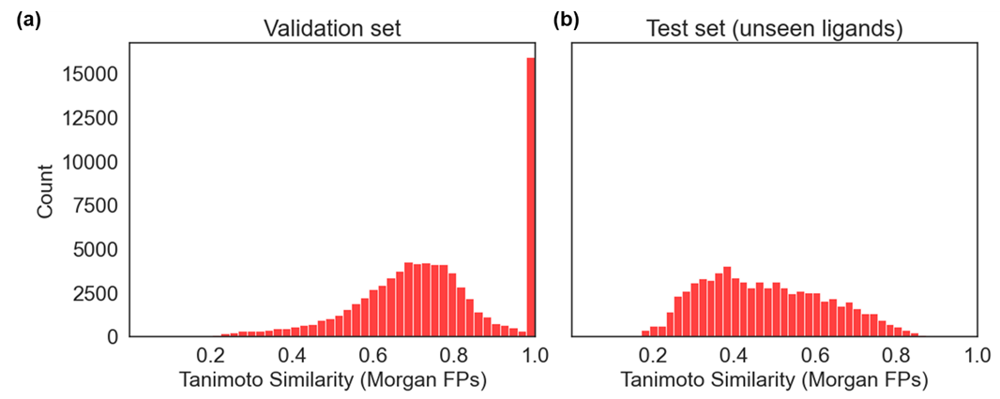 (a)
Validation set
(b)
Test set (unseen ligands)
Count
15000
12500
10000
7500
5000
2500
0
0.2 0.4 0.6 0.8 1.0
Tanimoto Similarity (Morgan FPs)
0.2 0.4 0.6 0.8 1.0
Tanimoto Similarity (Morgan FPs)